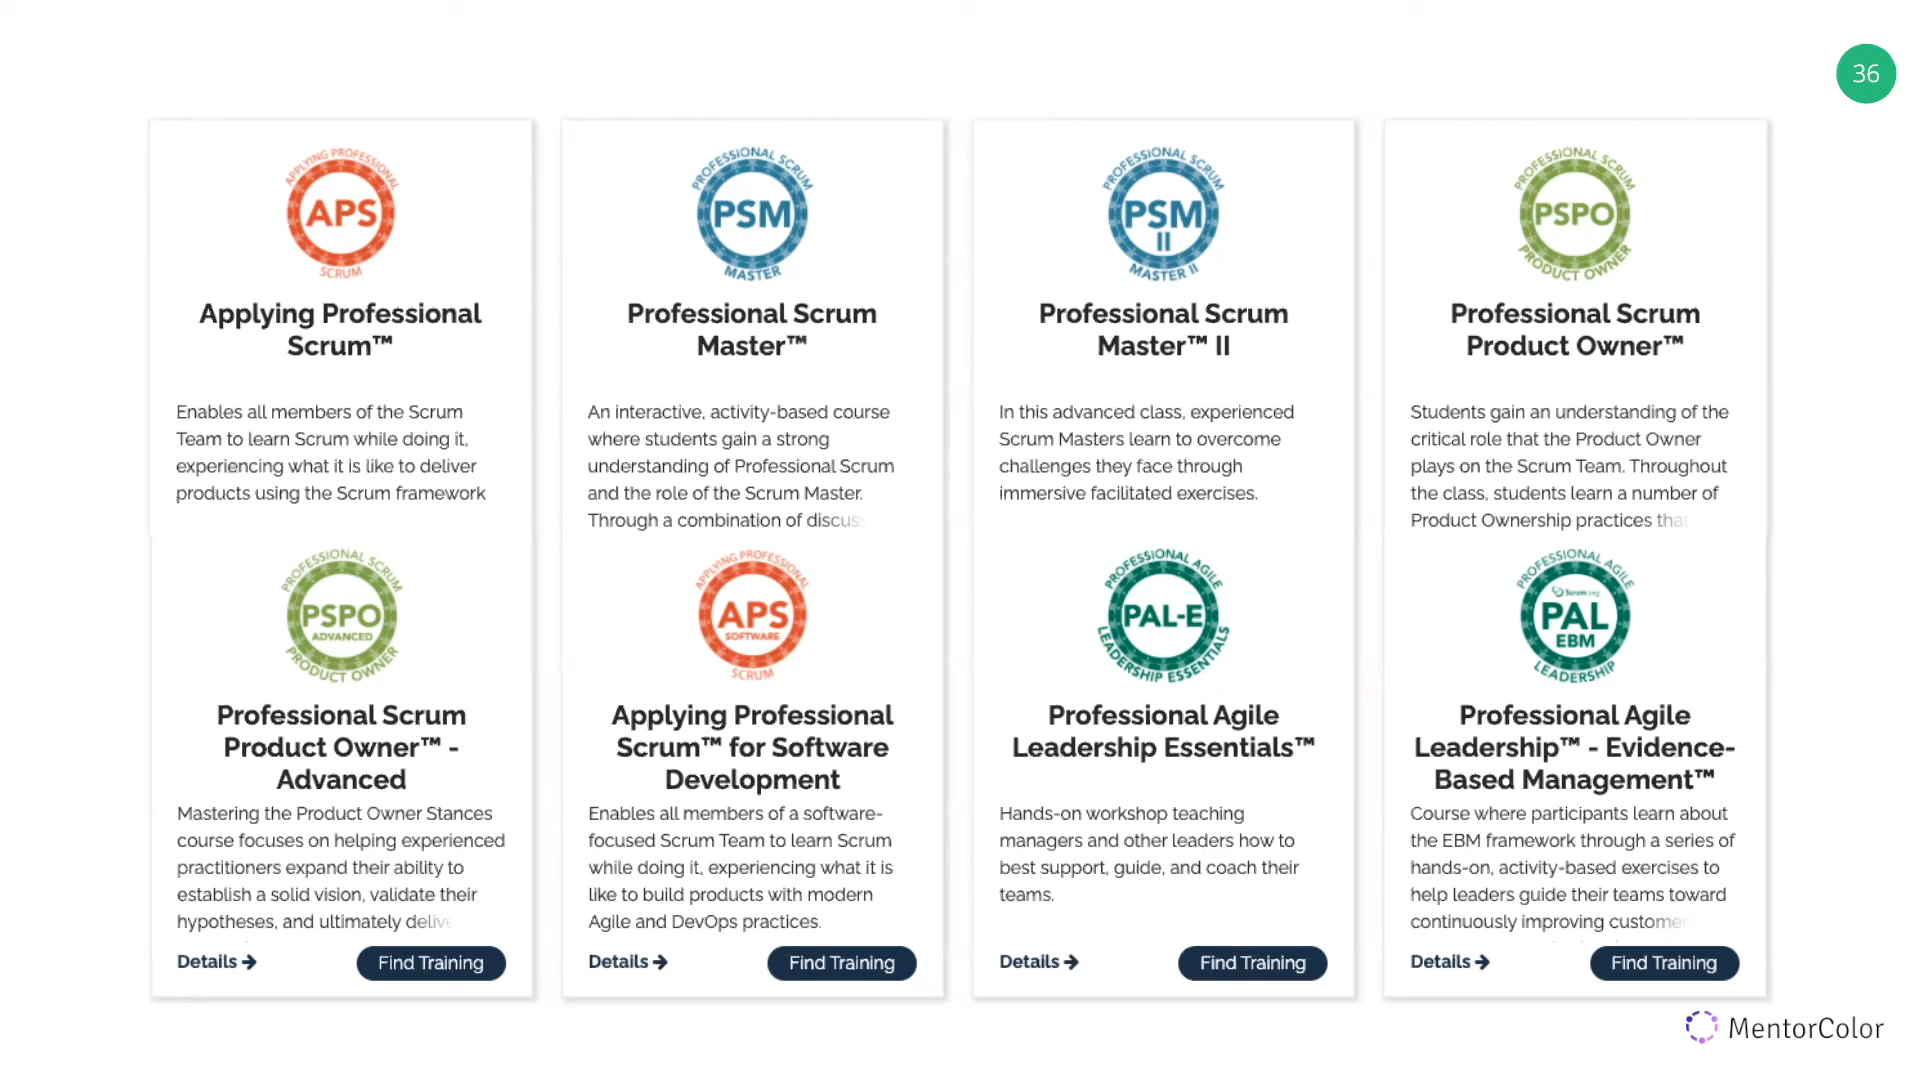 36
APPLYING PROFESSIONAL
APS
SCRUM
Applying Professional
Scrum™
Enables all members of the Scrum
Team to learn Scrum while doing it,
experiencing what it is like to deliver
products using the Scrum framework
PROFESSIONAL SCRUM
PSM
MASTER
Professional Scrum
Master™
An interactive, activity-based course
where students gain a strong
understanding of Professional Scrum
and the role of the Scrum Master.
Through a combination of discus
PROFESSIONAL SCRUM
PSM
II
MASTER II
Professional Scrum
Master™ II
In this advanced class, experienced
Scrum Masters learn to overcome
challenges they face through
immersive facilitated exercises.
PROFESSIONAL SCRUM
PSPO
PRODUCT OWNER
Professional Scrum
Product Owner™
Students gain an understanding of the
critical role that the Product Owner
plays on the Scrum Team. Throughout
the class, students learn a number of
Product Ownership practices that
PROFESSIONAL SCRUM
PSPO
ADVANCED
PRODUCT OWNER
Professional Scrum
Product Owner™ -
Advanced
Mastering the Product Owner Stances
course focuses on helping experienced
practitioners expand their ability to
establish a solid vision, validate their
hypotheses, and ultimately delive
Details →
Find Training
APPLYING PROFESSIONAL
APS
SOFTWARE
SCRUM
Applying Professional
Scrum™ for Software
Development
Enables all members of a software-
focused Scrum Team to learn Scrum
while doing it, experiencing what it is
like to build products with modern
Agile and DevOps practices.
Details →
Find Training
PROFESSIONAL AGILE
PAL-E
LEADERSHIP ESSENTIALS
Professional Agile
Leadership Essentials™
Hands-on workshop teaching
managers and other leaders how to
best support, guide, and coach their
teams.
Details →
Find Training
PROFESSIONAL AGILE
Scrum.org
PAL
EBM
LEADERSHIP
Professional Agile
Leadership™ - Evidence-
Based Management™
Course where participants learn about
the EBM framework through a series of
hands-on, activity-based exercises to
help leaders guide their teams toward
continuously improving custome
Details →
Find Training
MentorColor